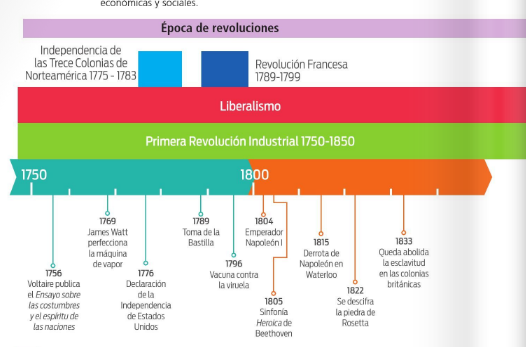 económicas y sociales.
Época de revoluciones
Independencia de
las Trece Colonias de
Norteamérica 1775 - 1783
Revolución Francesa
1789-1799
Liberalismo
Primera Revolución Industrial 1750-1850
1750
1800
1756
Voltaire publica
el Ensayo sobre
las costumbres
y el espíritu de
las naciones
1769
James Watt
perfecciona
la máquina
de vapor
1776
Declaración
de la
Independencia
de Estados
Unidos
1789
Toma de la
Bastilla
1796
Vacuna contra
la viruela
1804
Emperador
Napoleón I
1805
Sinfonía
Heroica de
Beethoven
1815
Derrota de
Napoleón en
Waterloo
1822
Se descifra
la piedra de
Rosetta
1833
Queda abolida
la esclavitud
en las colonias
británicas